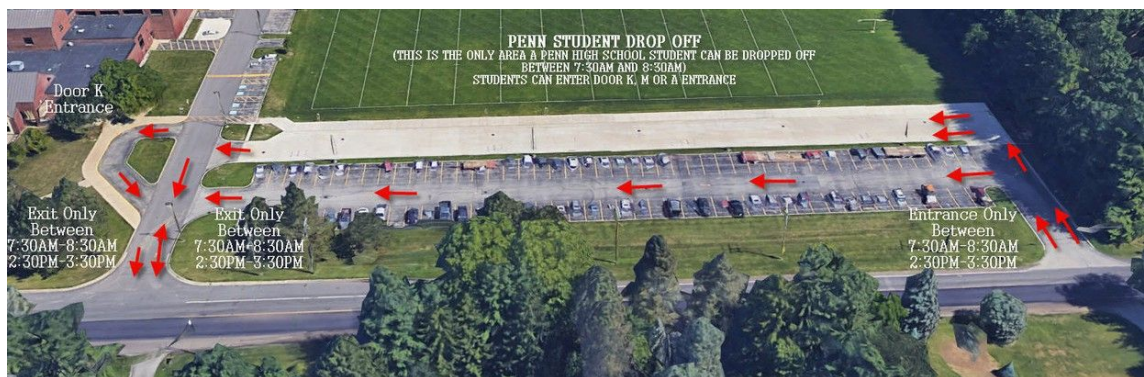 PENN STUDENT DROP OFF
(THIS IS THE ONLY AREA A PENN HIGH SCHOOL STUDENT CAN BE DROPPED OFF
BETWEEN 7:30AM AND 8:30AM)
STUDENTS CAN ENTER DOOR K, M OR A ENTRANCE
Door K
Entrance
Exit Only
Between
7:30AM-8:30AM
2:30PM-3:30PM
Exit Only
Between
7:30AM-8:30AM
2:30PM-3:30PM
Entrance Only
Between
7:30AM-8:30AM
2:30PM-3:30PM